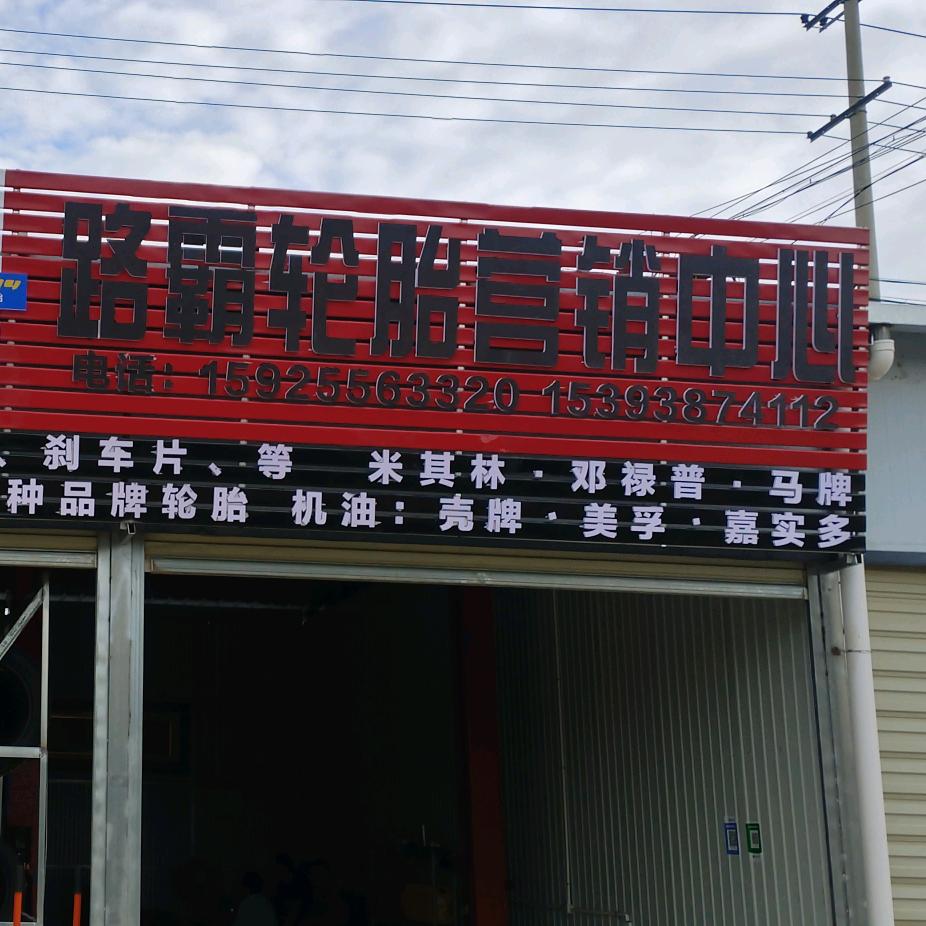 路霸轮胎营销中心
电话：15925563320 15393874112
、刹车片、等 米其林·邓禄普·马牌
种品牌轮胎 机油：壳牌·美孚·嘉实多